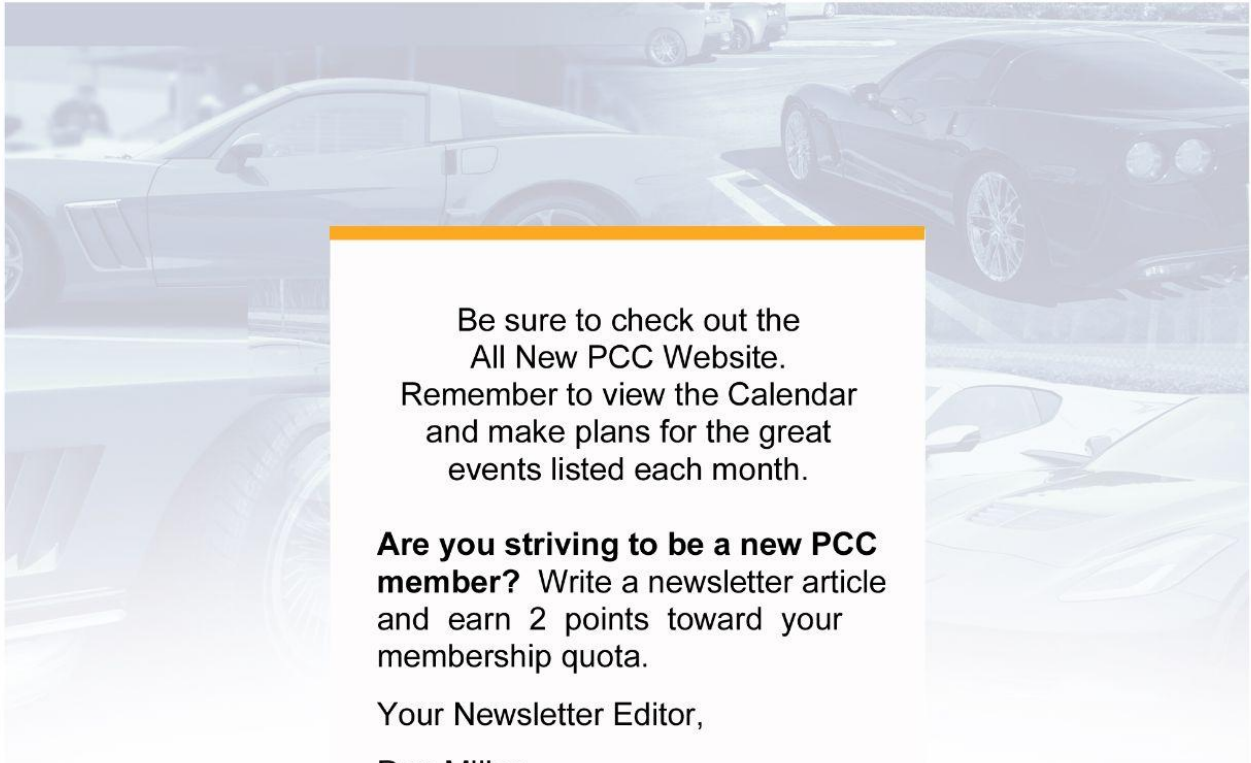 Be sure to check out the
All New PCC Website.
Remember to view the Calendar
and make plans for the great
events listed each month.
Are you striving to be a new PCC
member? Write a newsletter article
and earn 2 points toward your
membership quota.
Your Newsletter Editor,